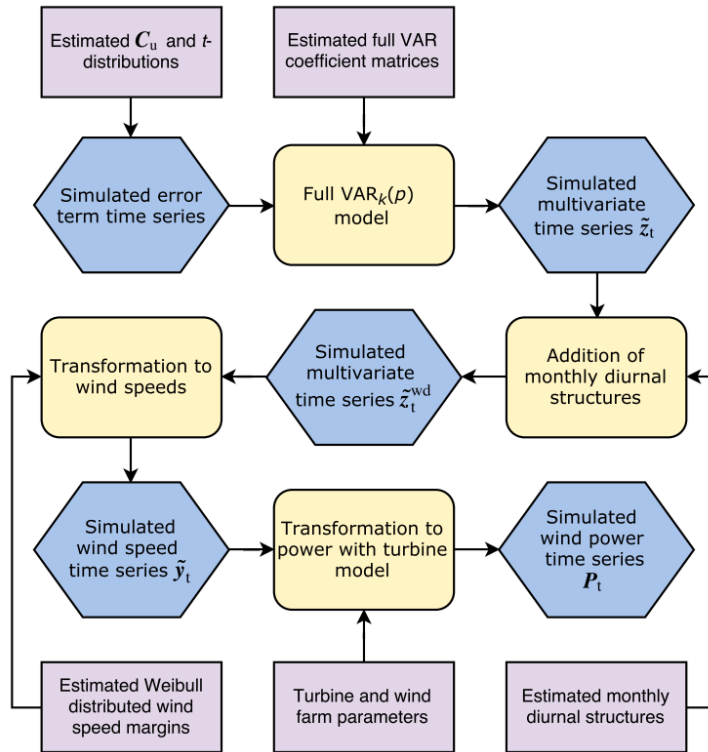 Estimated C_u and t-
distributions
Estimated full VAR
coefficient matrices
Simulated error
term time series
Full VAR_k(p)
model
Simulated
multivariate
time series z̃_t
Transformation to
wind speeds
Simulated
multivariate
time series z̃_t^wd
Addition of
monthly diurnal
structures
Simulated
wind speed
time series ỹ_t
Transformation to
power with turbine
model
Simulated
wind power
time series
P_t
Estimated Weibull
distributed wind
speed margins
Turbine and wind
farm parameters
Estimated monthly
diurnal structures